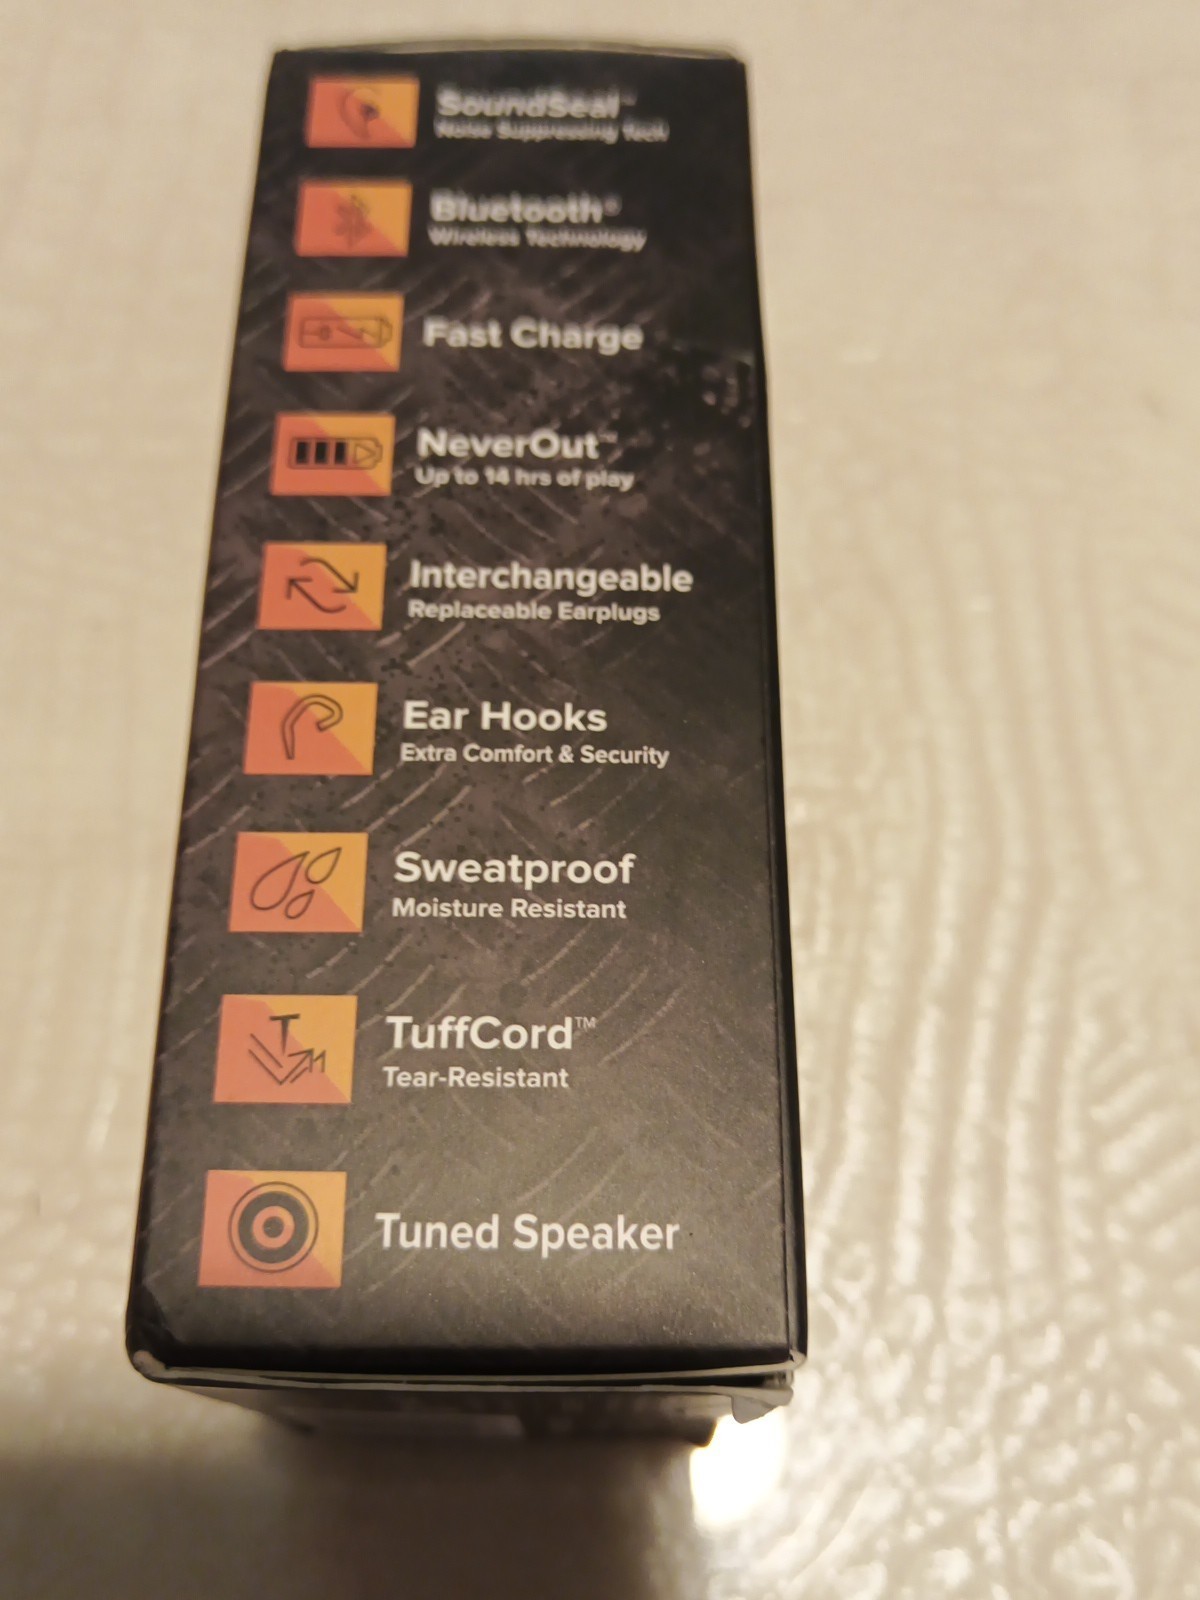 SoundSeal™
Noise Suppressing Tech
Bluetooth®
Wireless Technology
Fast Charge
NeverOut™
Up to 14 hrs of play
Interchangeable
Replaceable Earplugs
Ear Hooks
Extra Comfort & Security
Sweatproof
Moisture Resistant
TuffCord™
Tear-Resistant
Tuned Speaker